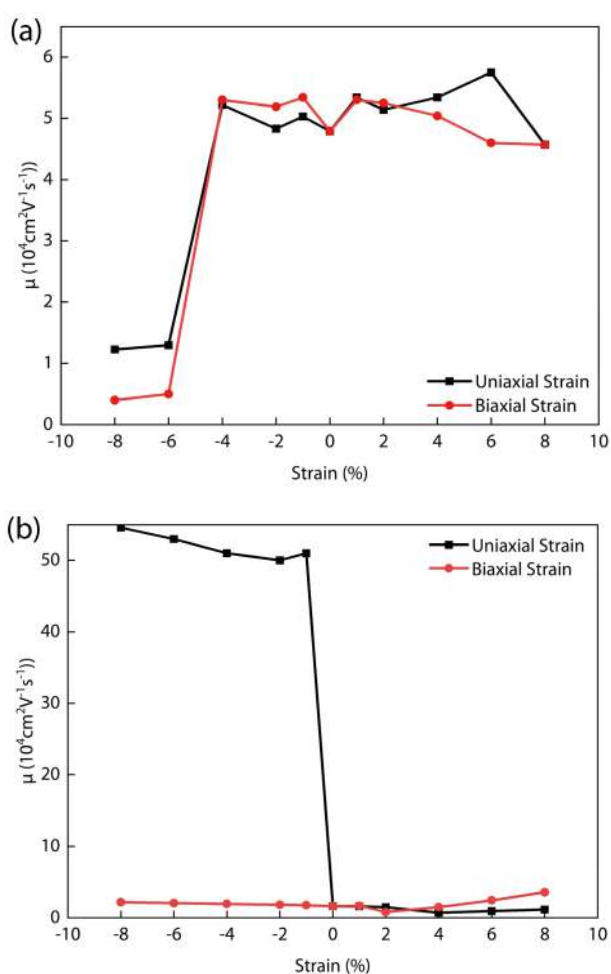 (a)
6
5
4
3
2
1
0
μ (10⁴cm²V⁻¹s⁻¹))
Uniaxial Strain
Biaxial Strain
-10 -8 -6 -4 -2 0 2 4 6 8 10
Strain (%)
(b)
50
40
30
20
10
0
μ (10⁴cm²V⁻¹s⁻¹))
Uniaxial Strain
Biaxial Strain
-10 -8 -6 -4 -2 0 2 4 6 8 10
Strain (%)